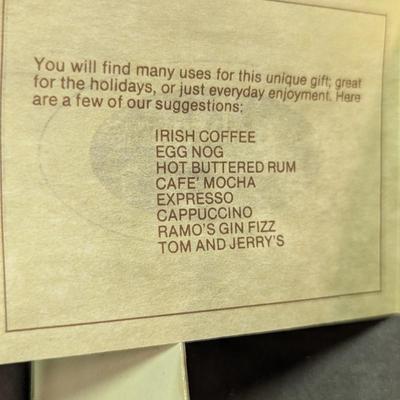 You will find many uses for this unique gift; great
for the holidays, or just everyday enjoyment. Here
are a few of our suggestions:
IRISH COFFEE
EGG NOG
HOT BUTTERED RUM
CAFE' MOCHA
EXPRESSO
CAPPUCCINO
RAMO'S GIN FIZZ
TOM AND JERRY'S